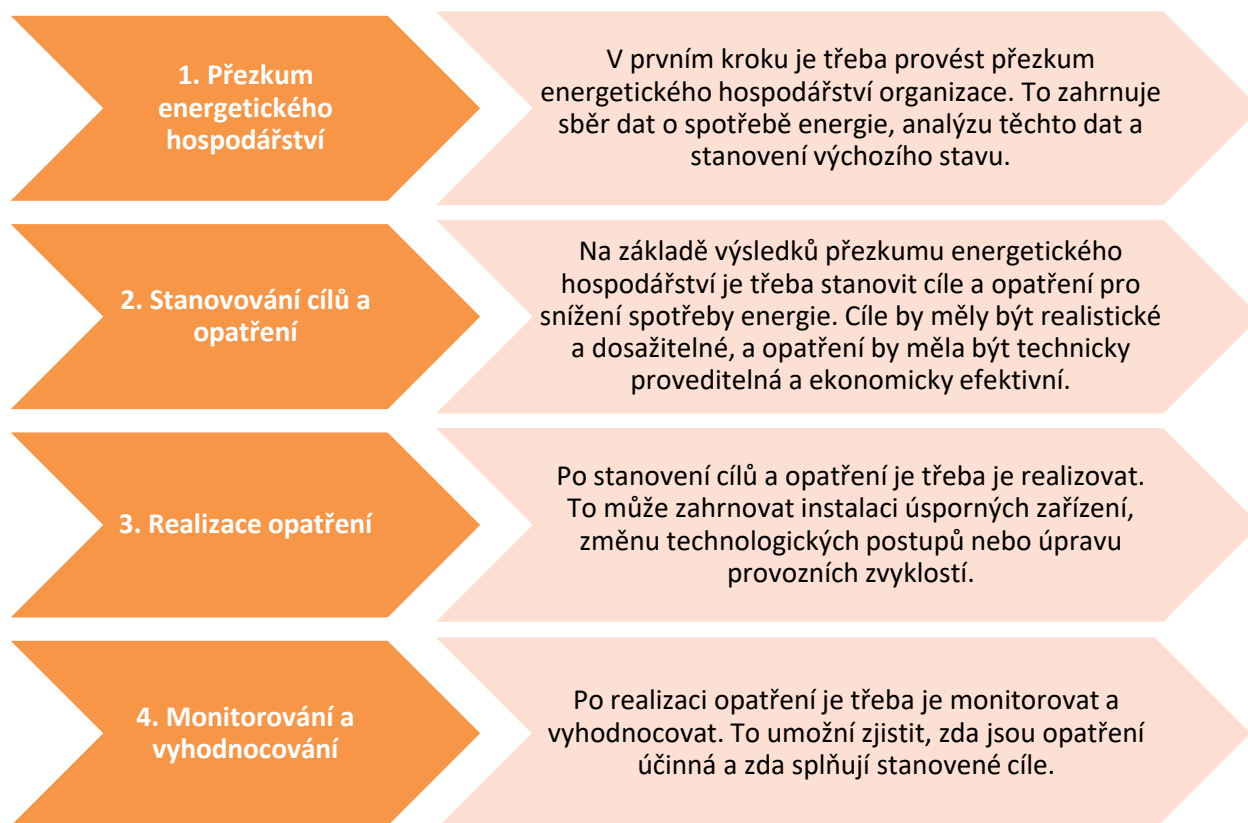 1. Přezkum
energetického
hospodářství
V prvním kroku je třeba provést přezkum
energetického hospodářství organizace. To zahrnuje
sběr dat o spotřebě energie, analýzu těchto dat a
stanovení výchozího stavu.
2. Stanovování cílů a
opatření
Na základě výsledků přezkumu energetického
hospodářství je třeba stanovit cíle a opatření pro
snížení spotřeby energie. Cíle by měly být realistické
a dosažitelné, a opatření by měla být technicky
proveditelná a ekonomicky efektivní.
3. Realizace opatření
Po stanovení cílů a opatření je třeba je realizovat.
To může zahrnovat instalaci úsporných zařízení,
změnu technologických postupů nebo úpravu
provozních zvyklostí.
4. Monitorování a
vyhodnocování
Po realizaci opatření je třeba je monitorovat a
vyhodnocovat. To umožní zjistit, zda jsou opatření
účinná a zda splňují stanovené cíle.